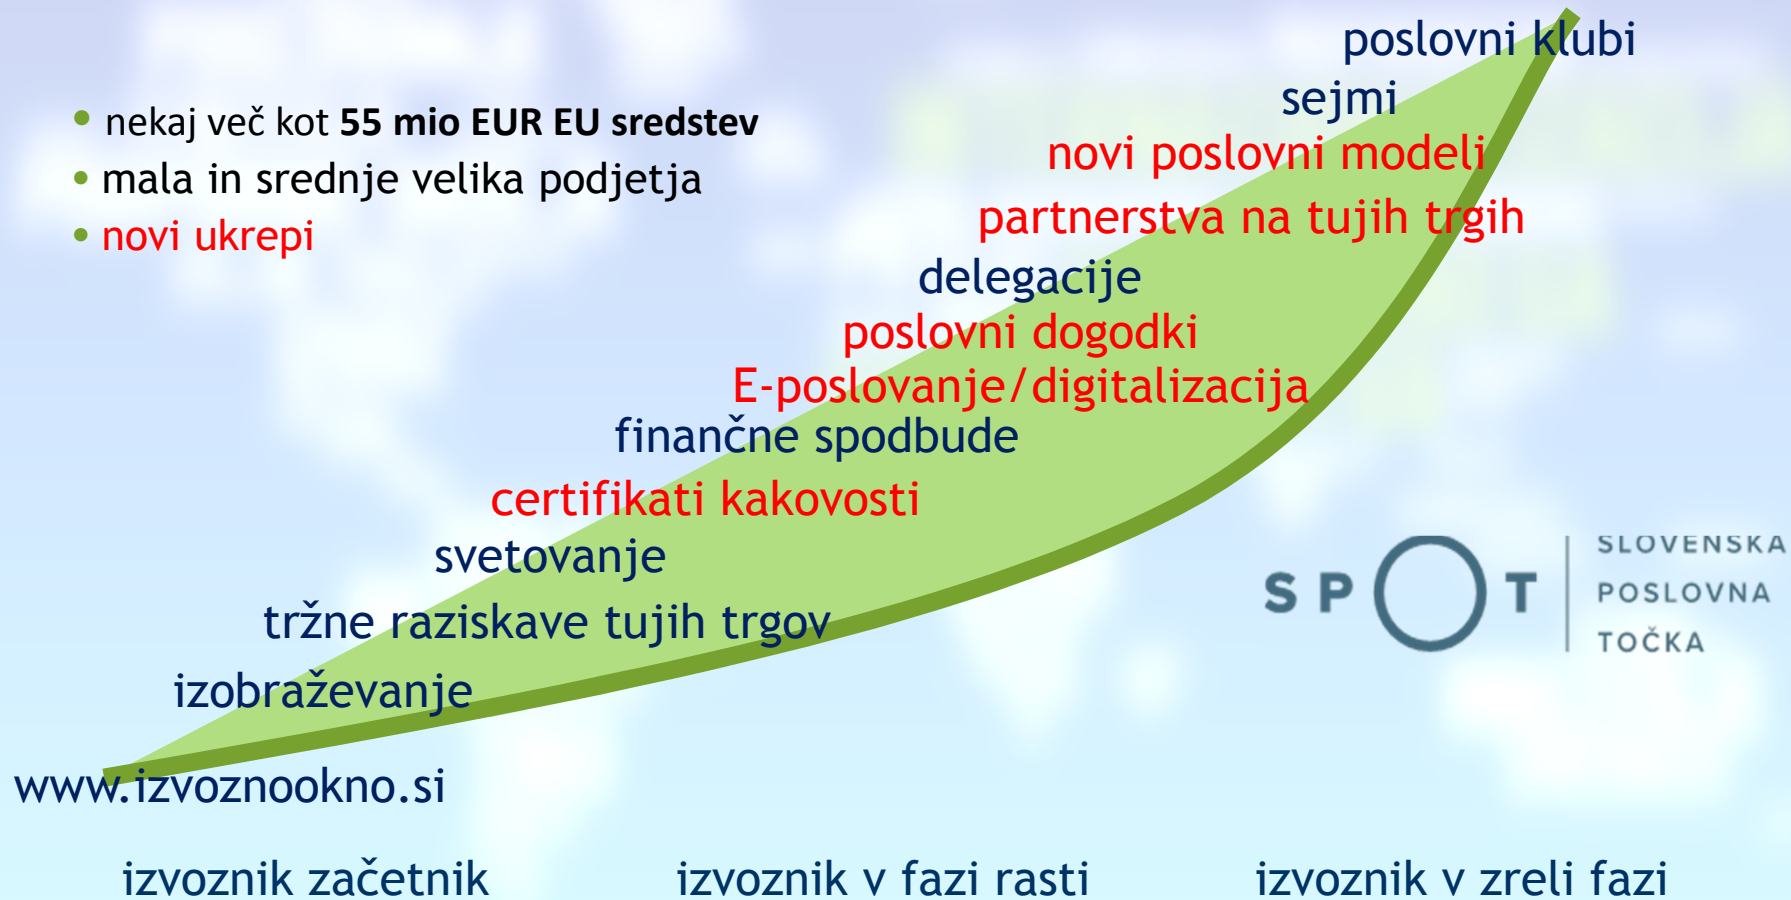 • nekaj več kot 55 mio EUR EU sredstev
• mala in srednje velika podjetja
• novi ukrepi
poslovni klubi
sejmi
novi poslovni modeli
partnerstva na tujih trgih
delegacije
poslovni dogodki
E-poslovanje/digitalizacija
finančne spodbude
certifikati kakovosti
svetovanje
tržne raziskave tujih trgov
izobraževanje
www.izvoznookno.si
SPOT
SLOVENSKA
POSLOVNA
TOČKA
izvoznik začetnik
izvoznik v fazi rasti
izvoznik v zreli fazi